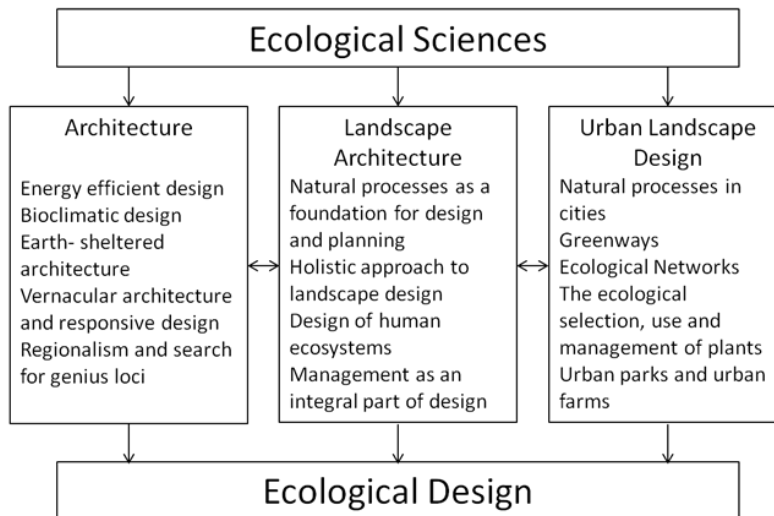 Ecological Sciences
Architecture
Energy efficient design
Bioclimatic design
Earth- sheltered
architecture
Vernacular architecture
and responsive design
Regionalism and search
for genius loci
Landscape
Architecture
Natural processes as a
foundation for design
and planning
Holistic approach to
landscape design
Design of human
ecosystems
Management as an
integral part of design
Urban Landscape
Design
Natural processes in
cities
Greenways
Ecological Networks
The ecological
selection, use and
management of plants
Urban parks and urban
farms
Ecological Design